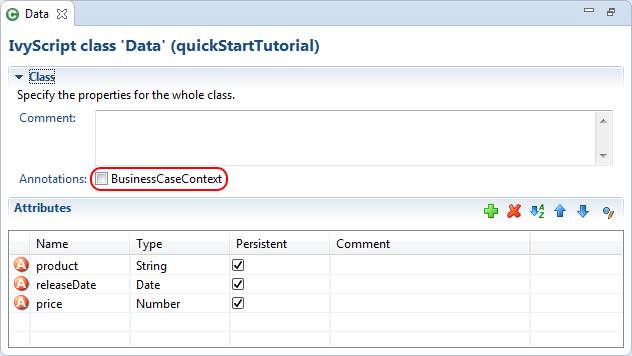 Data
IvyScript class 'Data' (quickStartTutorial)
Class
Specify the properties for the whole class.
Comment:
Annotations: BusinessCaseContext
Attributes
Name Type Persistent Comment
product String
releaseDate Date
price Number